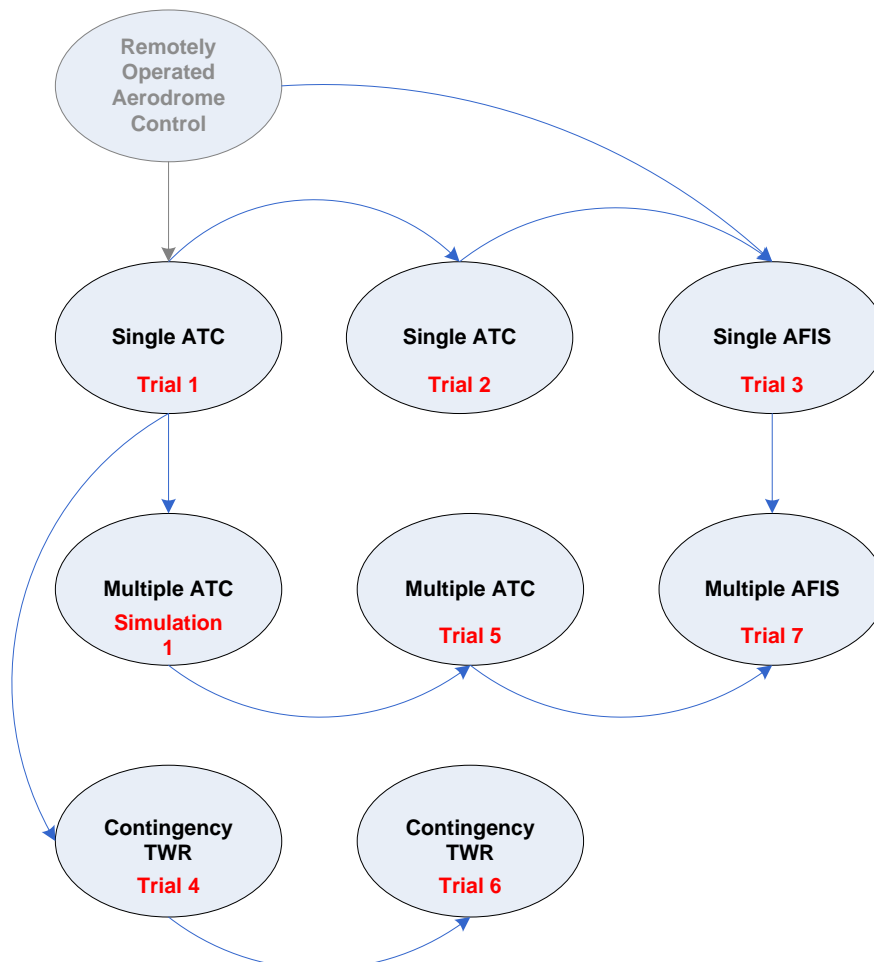 Remotely
Operated
Aerodrome
Control
Single ATC
Trial 1
Single ATC
Trial 2
Single AFIS
Trial 3
Multiple ATC
Simulation
1
Multiple ATC
Trial 5
Multiple AFIS
Trial 7
Contingency
TWR
Trial 4
Contingency
TWR
Trial 6